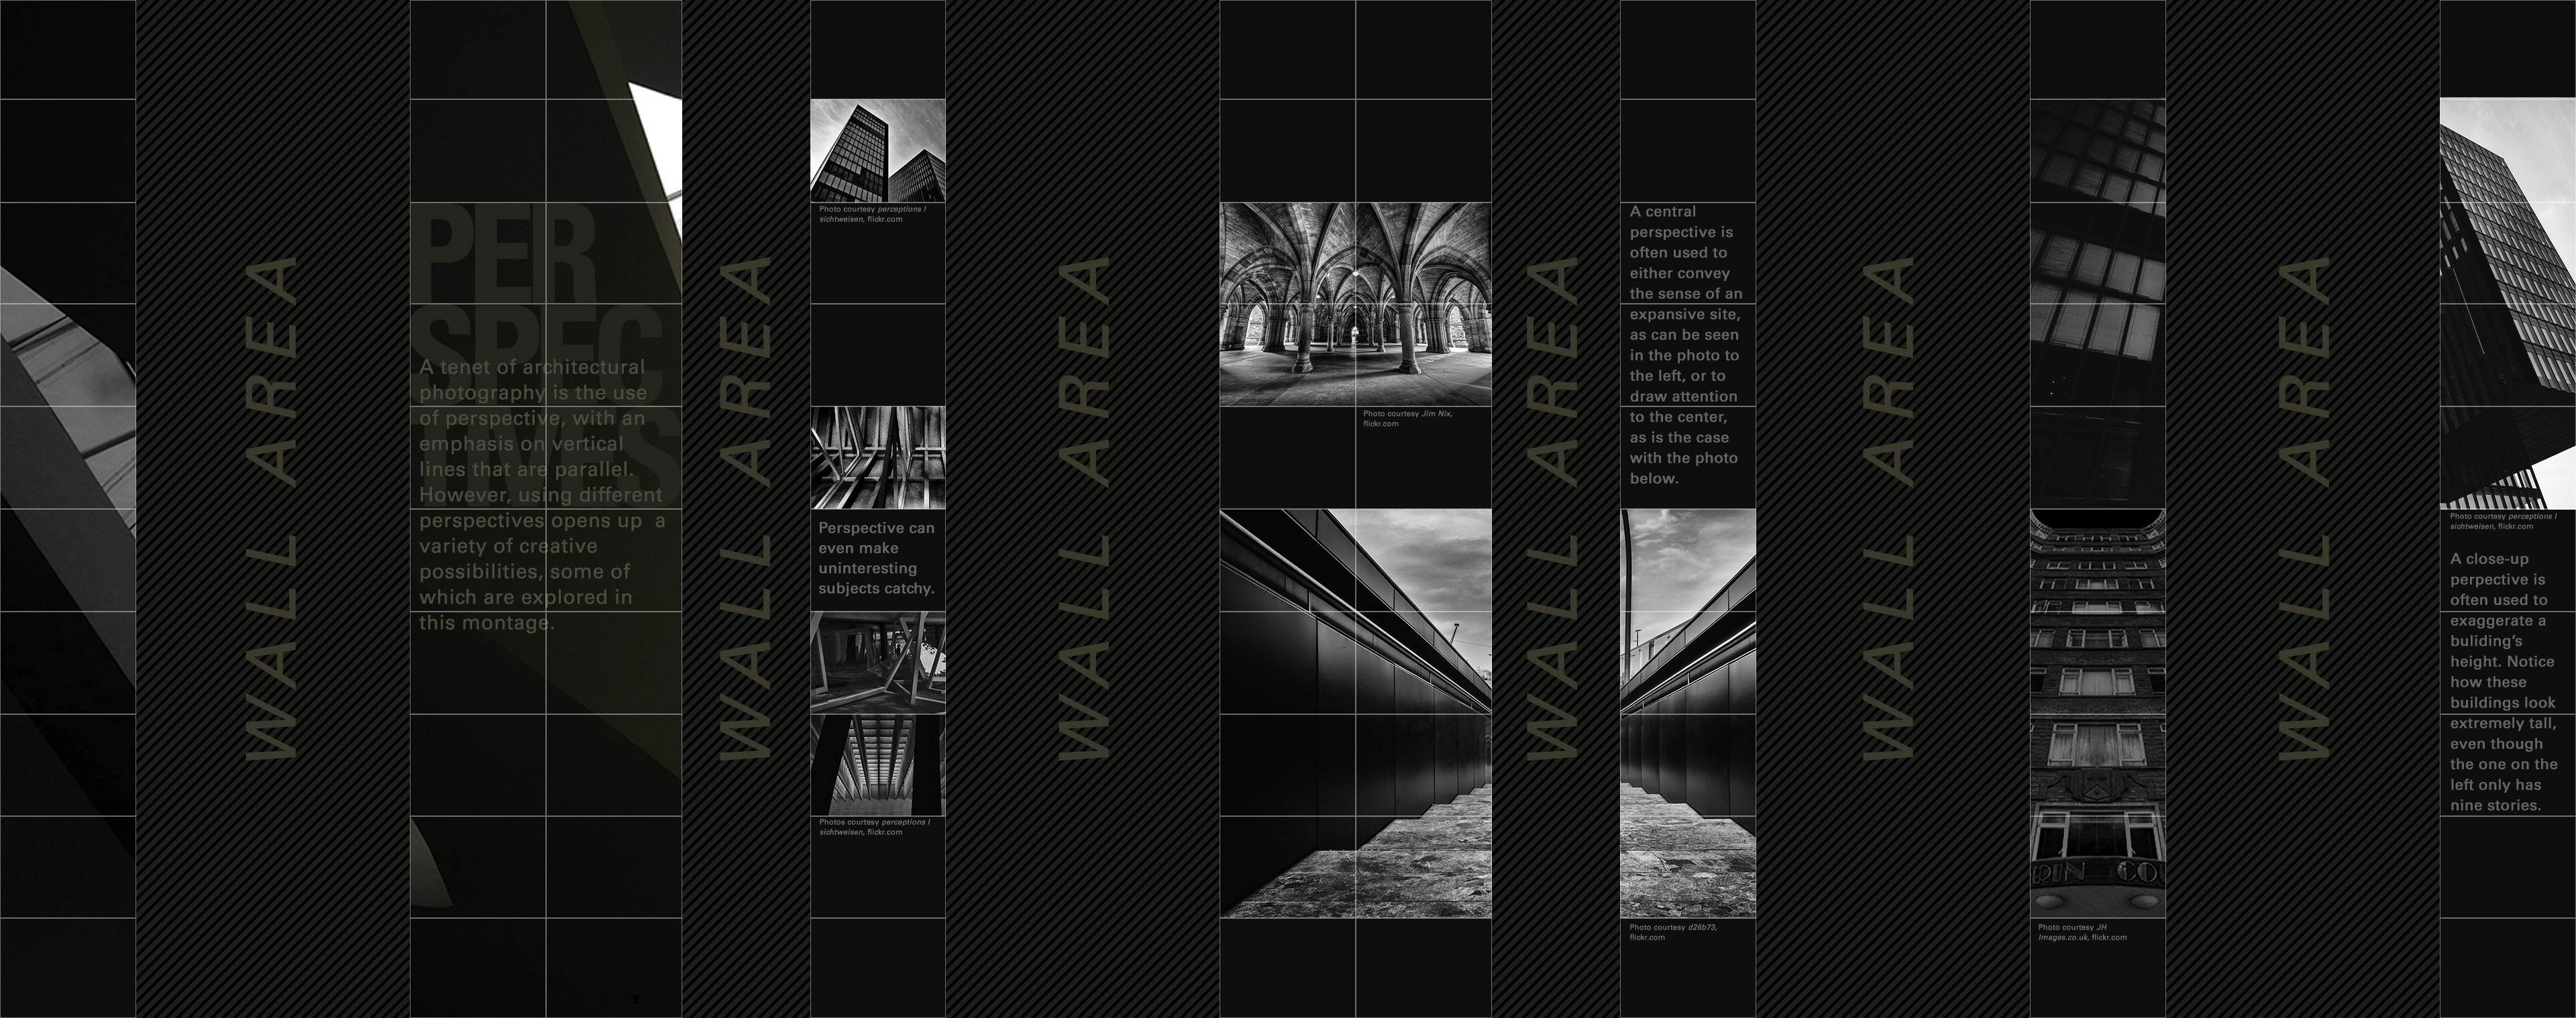 WALL AREA
PER
SPEC
TIVES
A tenet of architectural
photography is the use
of perspective, with an
emphasis on vertical
lines that are parallel.
However, using different
perspectives opens up  a
variety of creative
possibilities, some of
which are explored in
this montage.
WALL AREA
Photo courtesy perceptions I
sichtweisen, flickr.com
Perspective can
even make
uninteresting
subjects catchy.
Photos courtesy perceptions I
sichtweisen, flickr.com
WALL AREA
Photo courtesy Jim Nix,
flickr.com
WALL AREA
A central
perspective is
often used to
either convey
the sense of an
expansive site,
as can be seen
in the photo to
the left, or to
draw attention
to the center,
as is the case
with the photo
below.
Photo courtesy d26b73,
flickr.com
WALL AREA
PIN CO
Photo courtesy JH
Images.co.uk, flickr.com
WALL AREA
Photo courtesy perceptions I
sichtweisen, flickr.com
A close-up
perpective is
often used to
exaggerate a
buliding's
height. Notice
how these
buildings look
extremely tall,
even though
the one on the
left only has
nine stories.